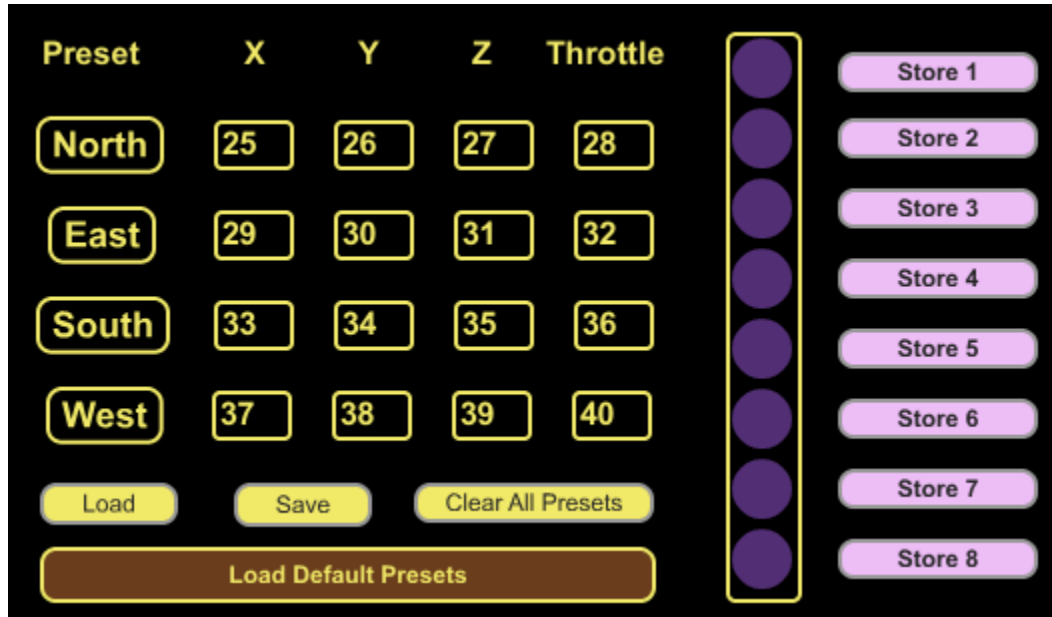 Preset X Y Z Throttle
North 25 26 27 28
East 29 30 31 32
South 33 34 35 36
West 37 38 39 40
Load Save Clear All Presets
Load Default Presets
Store 1
Store 2
Store 3
Store 4
Store 5
Store 6
Store 7
Store 8